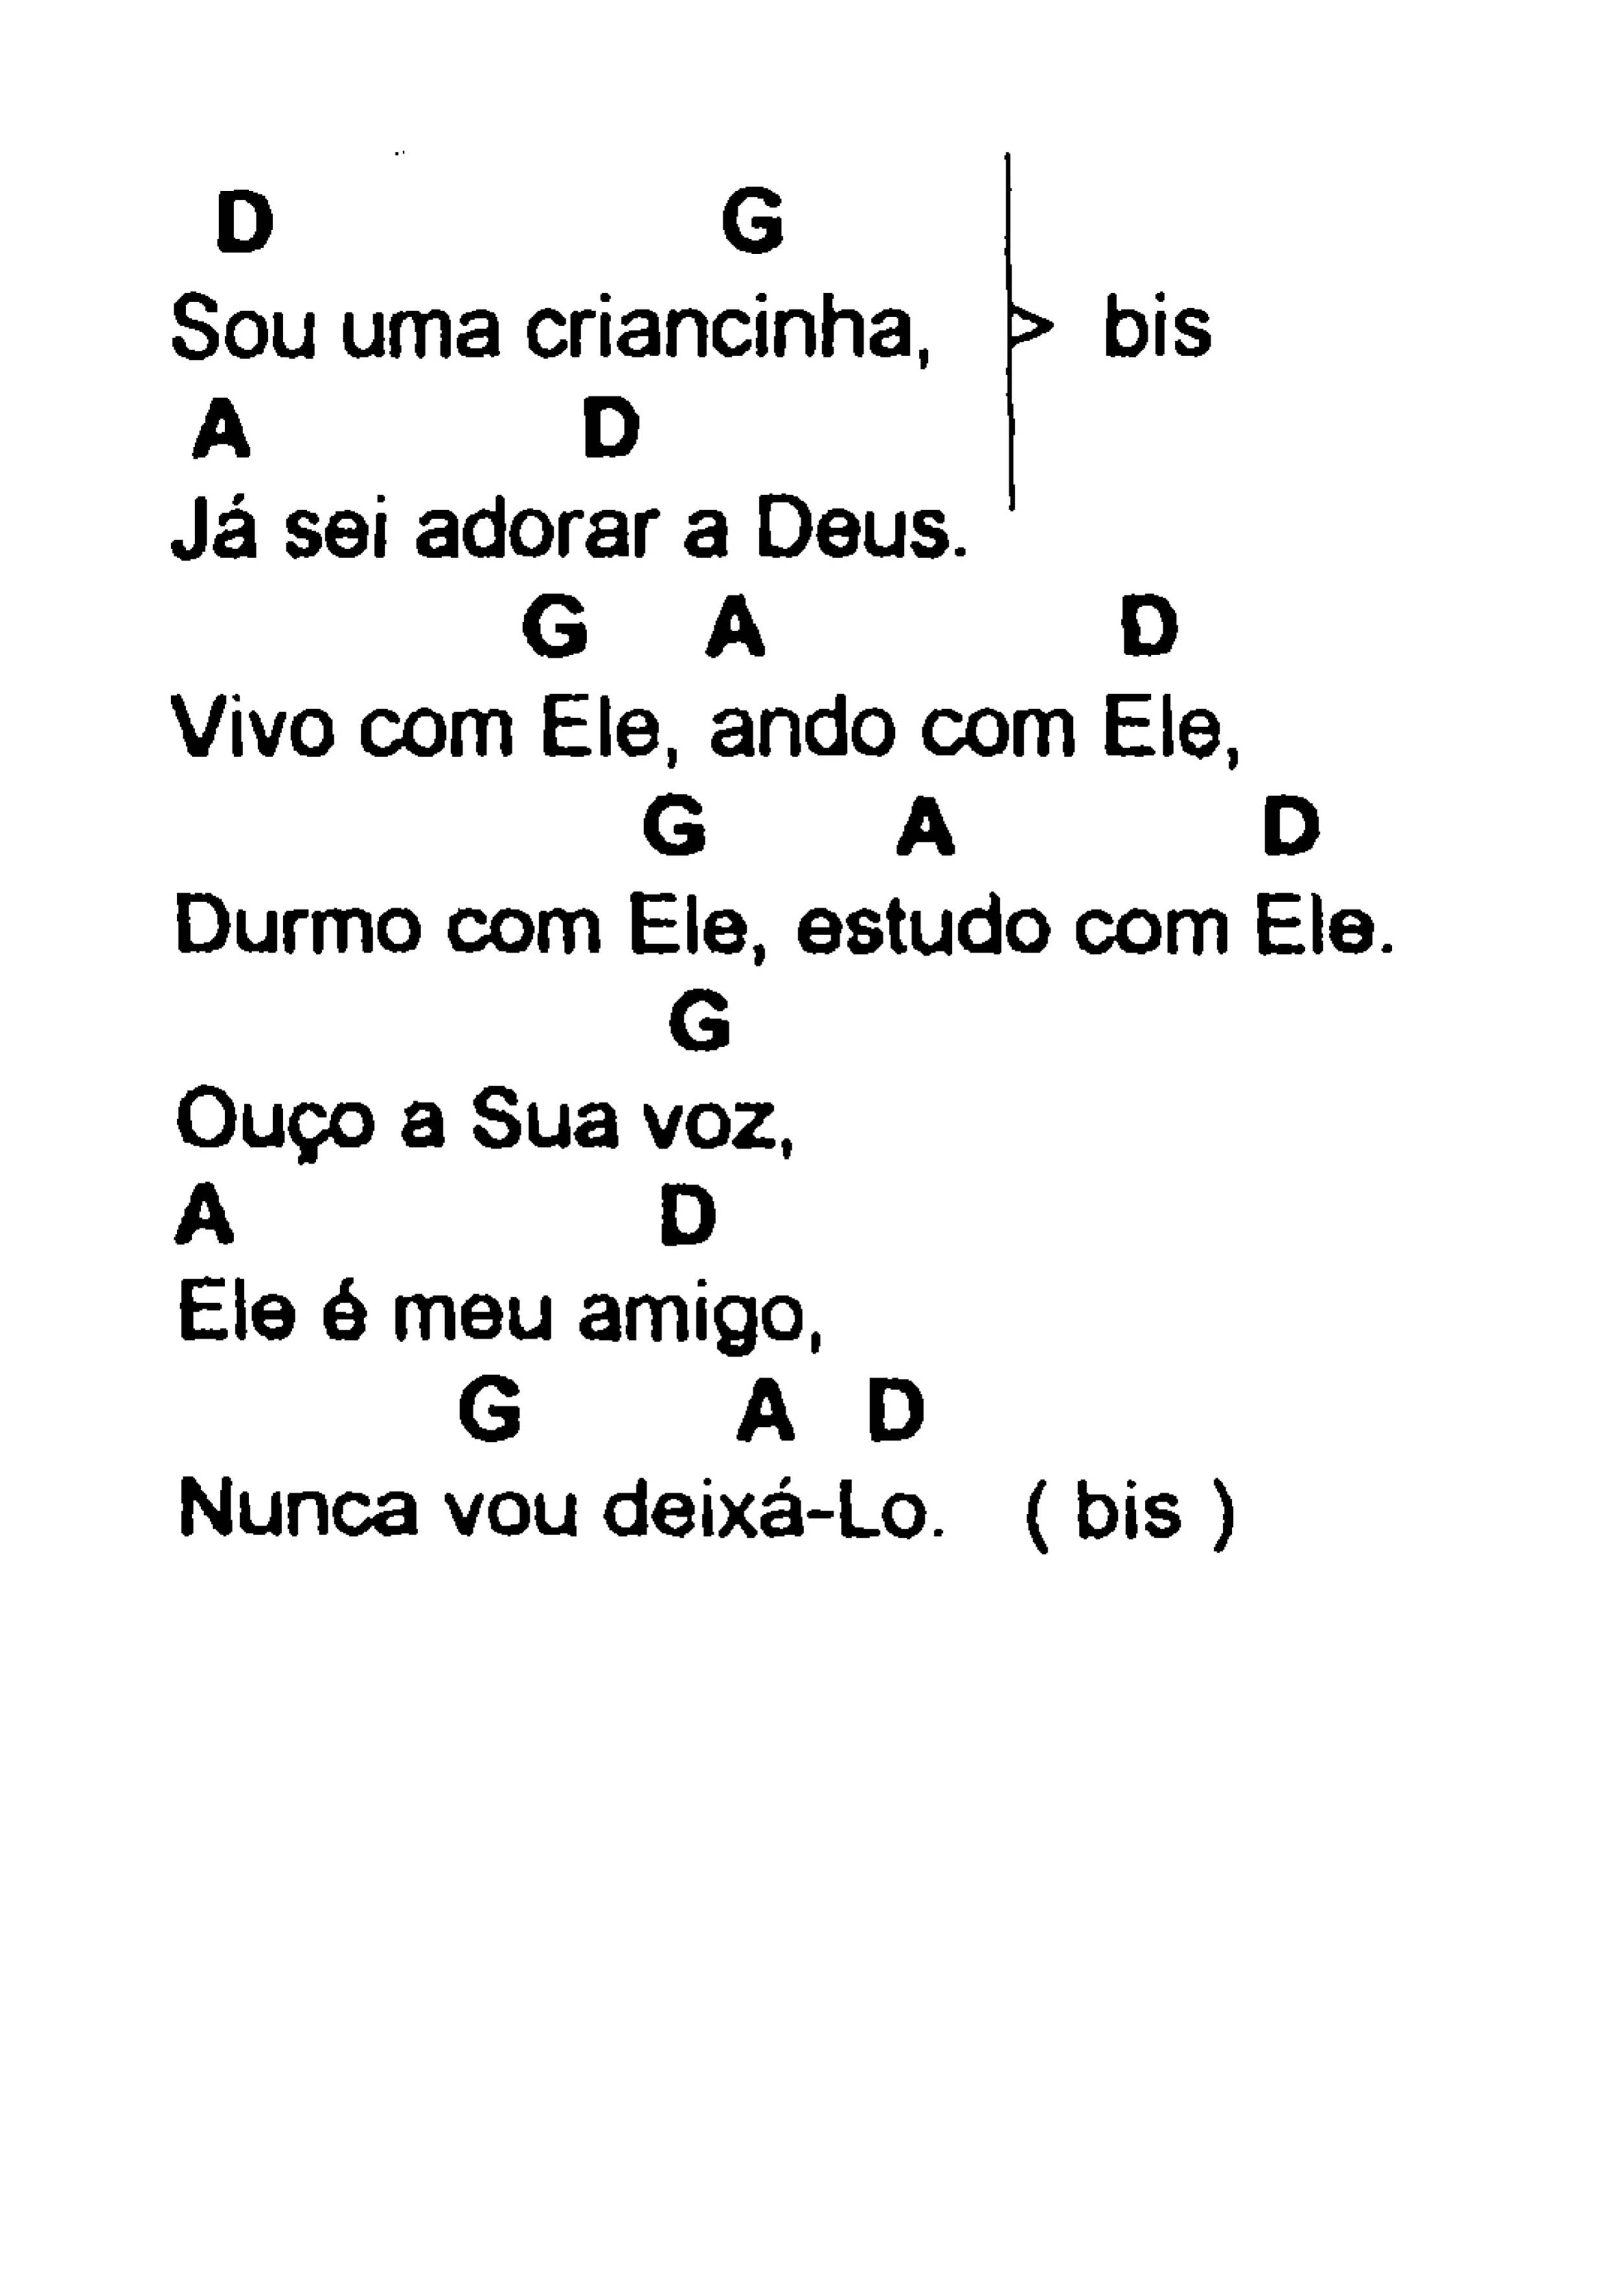 D G
Sou uma criancinha, > bis
A D
Já sei adorar a Deus.
G A D
Vivo com Ele, ando com Ele,
G A D
Durmo com Ele, estudo com Ele.
G
Ouço a Sua voz,
A D
Ele é meu amigo,
G A D
Nunca vou deixá-Lo. ( bis )